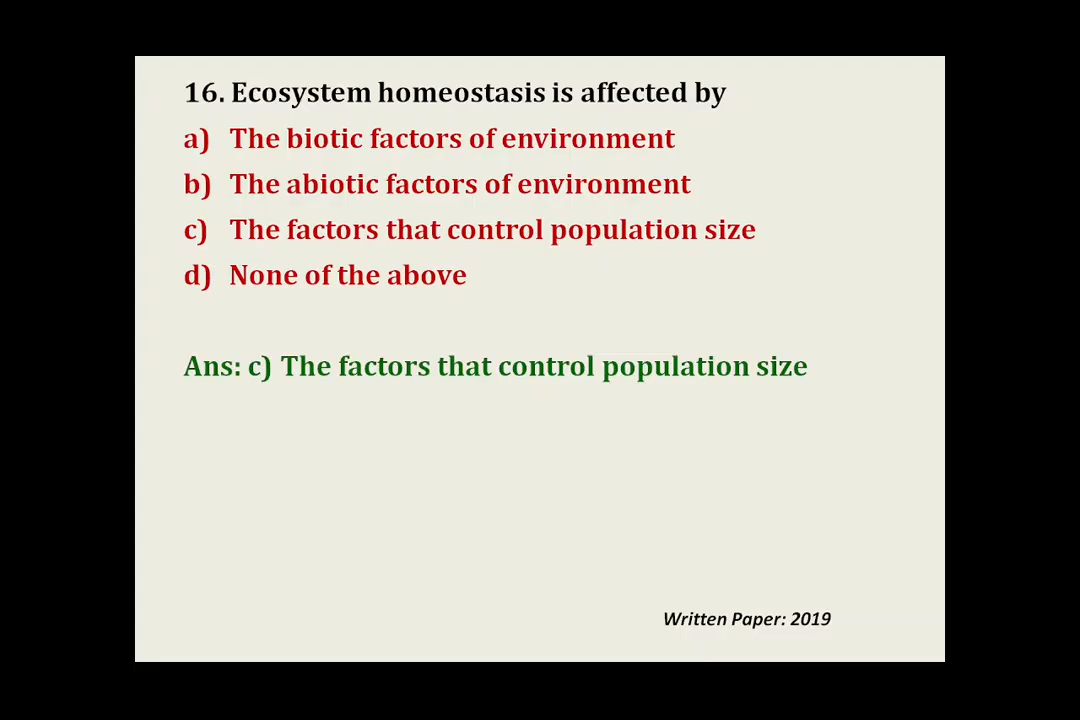 16. Ecosystem homeostasis is affected by
a) The biotic factors of environment
b) The abiotic factors of environment
c) The factors that control population size
d) None of the above
Ans: c) The factors that control population size
Written Paper: 2019